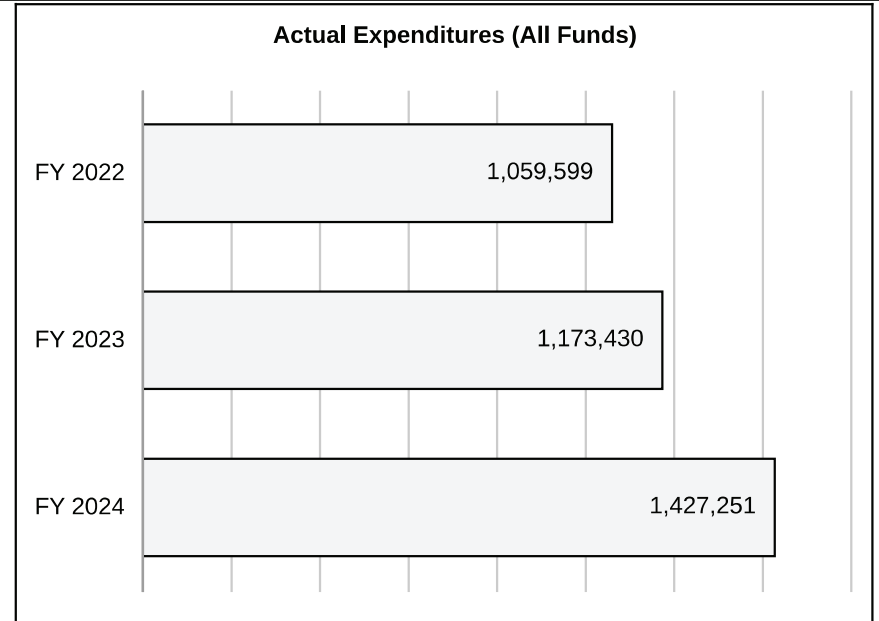 Actual Expenditures (All Funds)
FY 2022 1,059,599
FY 2023 1,173,430
FY 2024 1,427,251